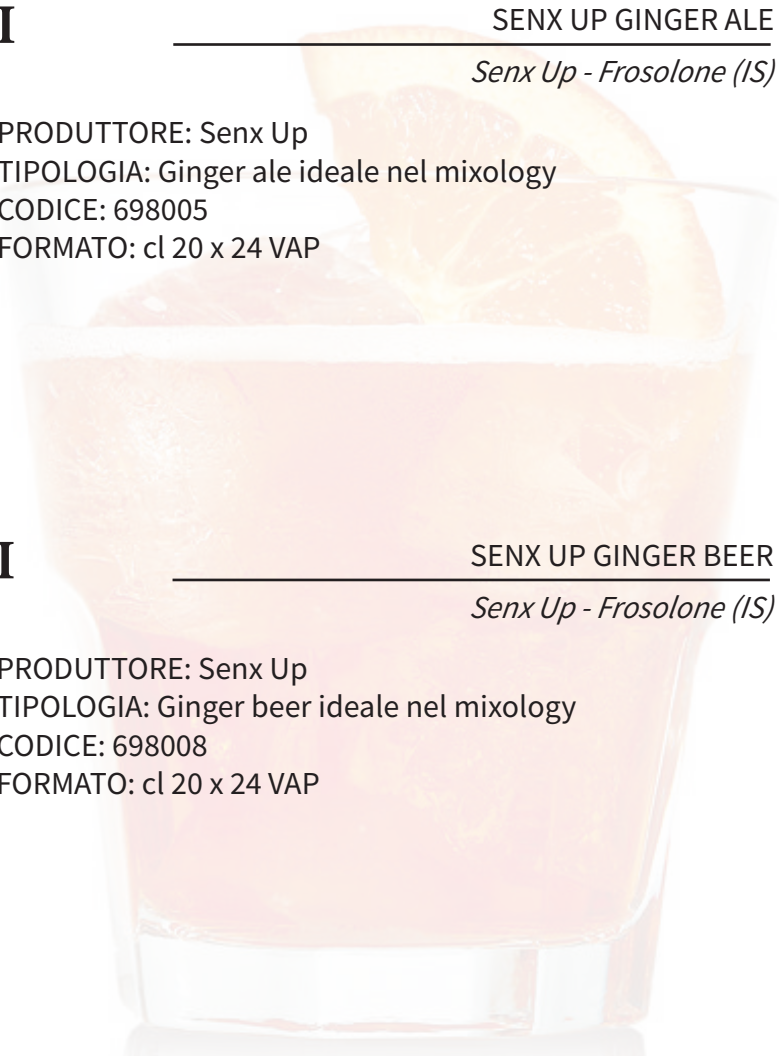 I
SENX UP GINGER ALE
Senx Up - Frosolone (IS)
PRODUTTORE: Senx Up
TIPOLOGIA: Ginger ale ideale nel mixology
CODICE: 698005
FORMATO: cl 20 x 24 VAP
I
SENX UP GINGER BEER
Senx Up - Frosolone (IS)
PRODUTTORE: Senx Up
TIPOLOGIA: Ginger beer ideale nel mixology
CODICE: 698008
FORMATO: cl 20 x 24 VAP